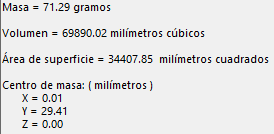 Masa = 71.29 gramos
Volumen = 69890.02 milímetros cúbicos
Área de superficie = 34407.85 milímetros cuadrados
Centro de masa: ( milímetros )
X = 0.01
Y = 29.41
Z = 0.00